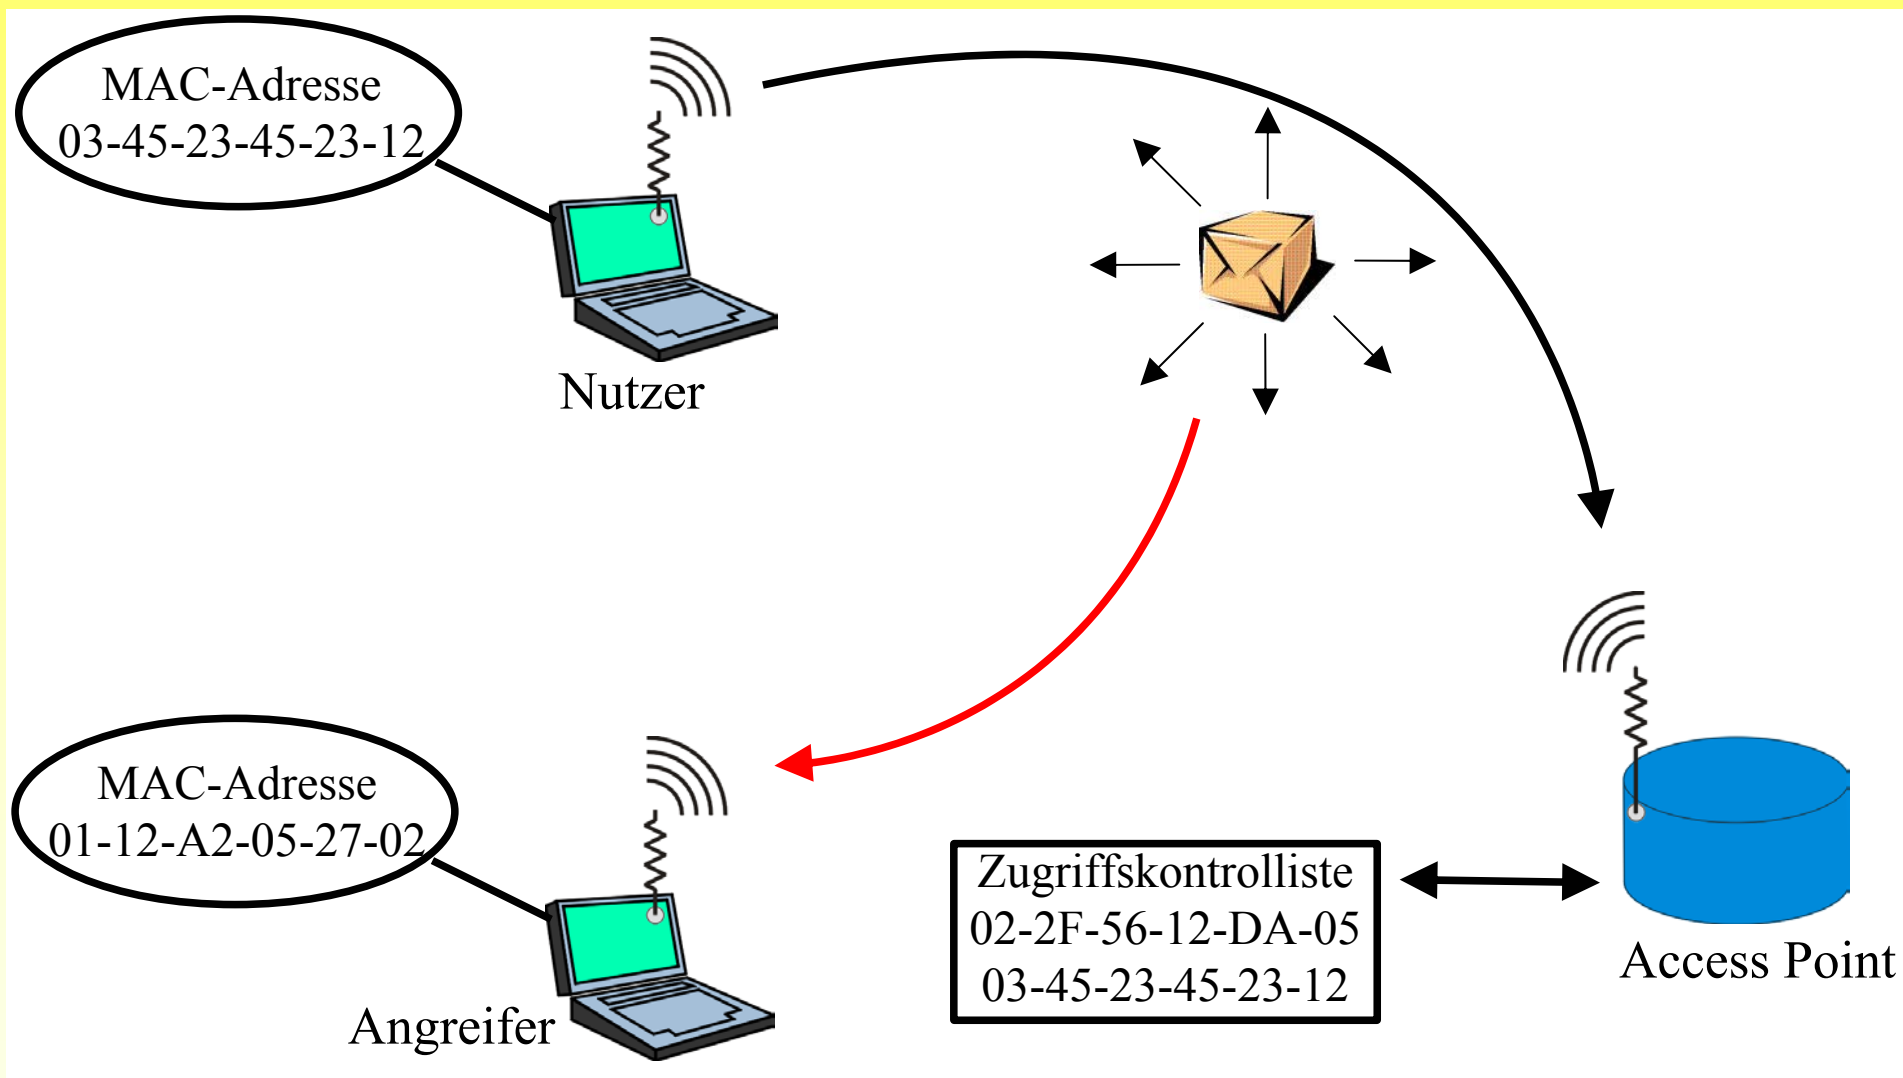 MAC-Adresse
03-45-23-45-23-12
Nutzer
MAC-Adresse
01-12-A2-05-27-02
Angreifer
Zugriffskontrolliste
02-2F-56-12-DA-05
03-45-23-45-23-12
Access Point